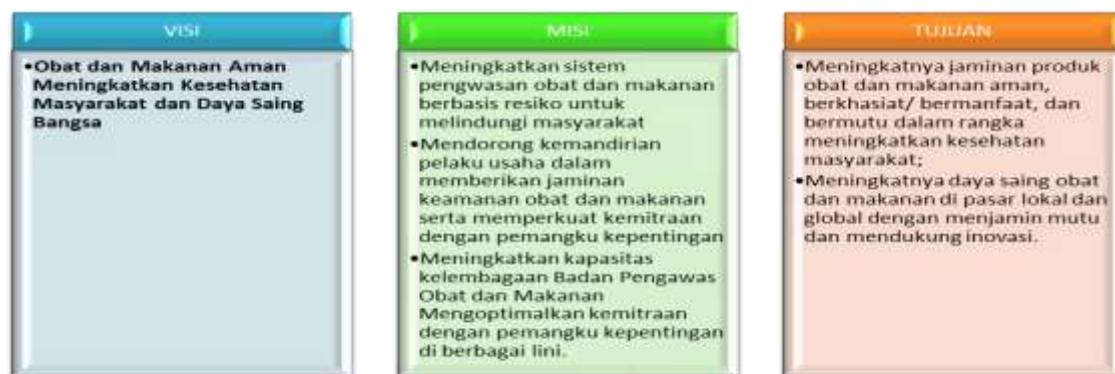 VISI
•Obat dan Makanan Aman
Meningkatkan Kesehatan
Masyarakat dan Daya Saing
Bangsa
MISI
•Meningkatkan sistem
pengwasan obat dan makanan
berbasis resiko untuk
melindungi masyarakat
•Mendorong kemandirian
pelaku usaha dalam
memberikan jaminan
keamanan obat dan makanan
serta memperkuat kemitraan
dengan pemangku kepentingan
•Meningkatkan kapasitas
kelembagaan Badan Pengawas
Obat dan Makanan
Mengoptimalkan kemitraan
dengan pemangku kepentingan
di berbagai lini.
TUJUAN
•Meningkatnya jaminan produk
obat dan makanan aman,
berkhasiat/ bermanfaat, dan
bermutu dalam rangka
meningkatkan kesehatan
masyarakat;
•Meningkatnya daya saing obat
dan makanan di pasar lokal dan
global dengan menjamin mutu
dan mendukung inovasi.